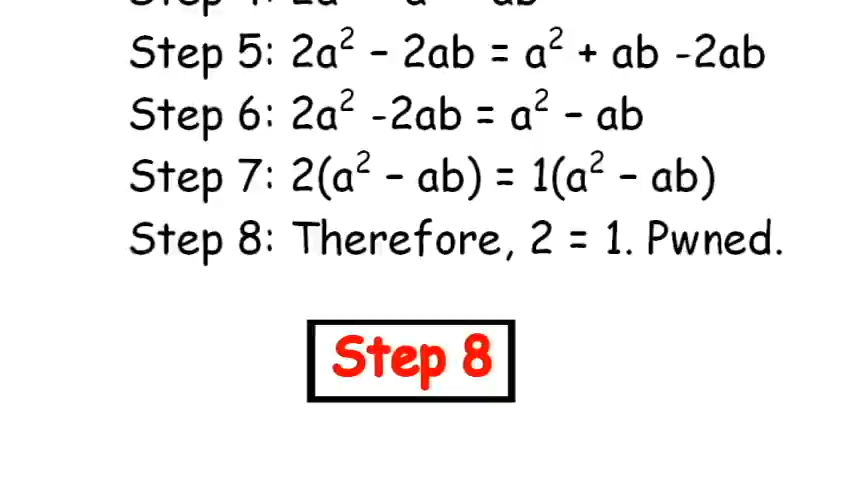 Step 5: 2a² – 2ab = a² + ab -2ab
Step 6: 2a² -2ab = a² – ab
Step 7: 2(a² – ab) = 1(a² – ab)
Step 8: Therefore, 2 = 1. Pwned.
Step 8